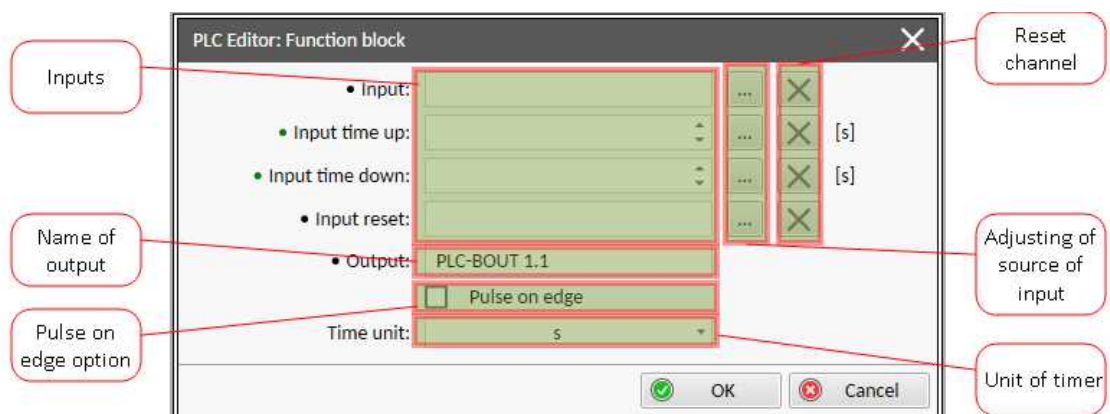 PLC Editor: Function block
Reset
channel
Inputs
• Input:
...
• Input time up:
...
[s]
• Input time down:
...
[s]
• Input reset:
...
Name of
output
• Output:
PLC-BOUT 1.1
Adjusting of
source of
input
Pulse on edge
Pulse on
edge option
Time unit:
s
Unit of timer
OK
Cancel